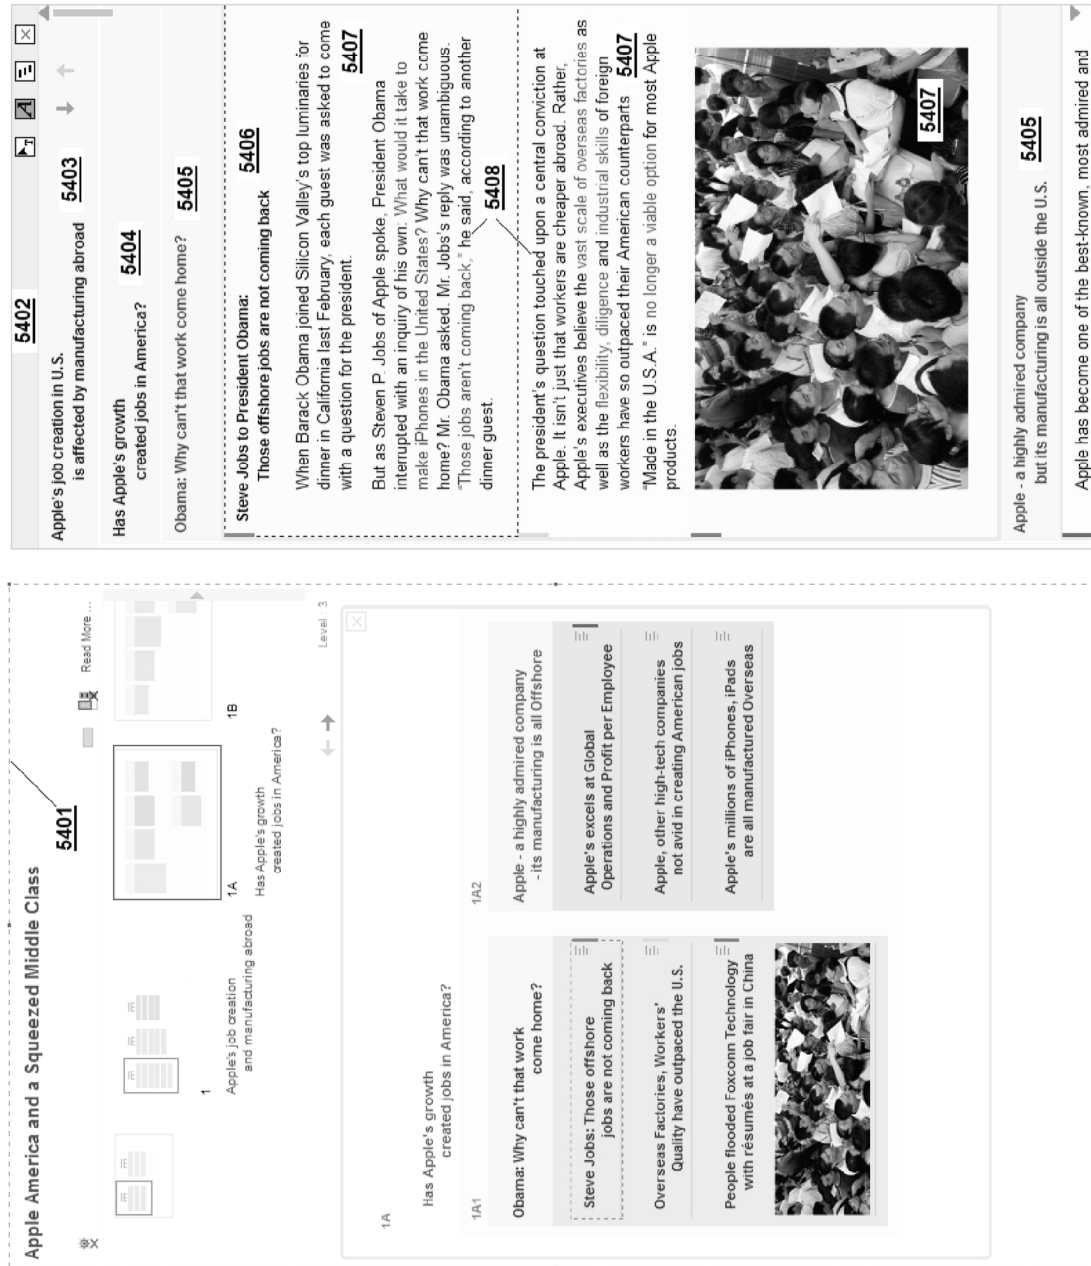 Apple America and a Squeezed Middle Class
5401
Read More ...
1
Apple's job creation
and manufacturing abroad
1A
Has Apple's growth
created jobs in America?
1B
Level : 3
1A
Has Apple's growth
created jobs in America?
1A1
Obama: Why can't that work
come home?
Steve Jobs: Those offshore
jobs are not coming back
Overseas Factories, Workers'
Quality have outpaced the U.S.
People flooded Foxconn Technology
with résumés at a job fair in China
1A2
Apple - a highly admired company
- its manufacturing is all Offshore
Apple's excels at Global
Operations and Profit per Employee
Apple, other high-tech companies
not avid in creating American jobs
Apple's millions of iPhones, iPads
are all manufactured Overseas
5402
Apple's job creation in U.S.
is affected by manufacturing abroad
5403
Has Apple's growth
created jobs in America?
5404
Obama: Why can't that work come home?
5405
Steve Jobs to President Obama:
Those offshore jobs are not coming back
5406
When Barack Obama joined Silicon Valley's top luminaries for
dinner in California last February, each guest was asked to come
with a question for the president.
5407
But as Steven P. Jobs of Apple spoke, President Obama
interrupted with an inquiry of his own: What would it take to
make iPhones in the United States? Why can't that work come
home? Mr. Obama asked. Mr. Jobs's reply was unambiguous.
"Those jobs aren't coming back," he said, according to another
dinner guest.
5408
The president's question touched upon a central conviction at
Apple. It isn't just that workers are cheaper abroad. Rather,
Apple's executives believe the vast scale of overseas factories as
well as the flexibility, diligence and industrial skills of foreign
workers have so outpaced their American counterparts
"Made in the U.S.A." is no longer a viable option for most Apple
products.
5407
5407
Apple - a highly admired company
but its manufacturing is all outside the U.S.
5405
Apple has become one of the best-known, most admired and